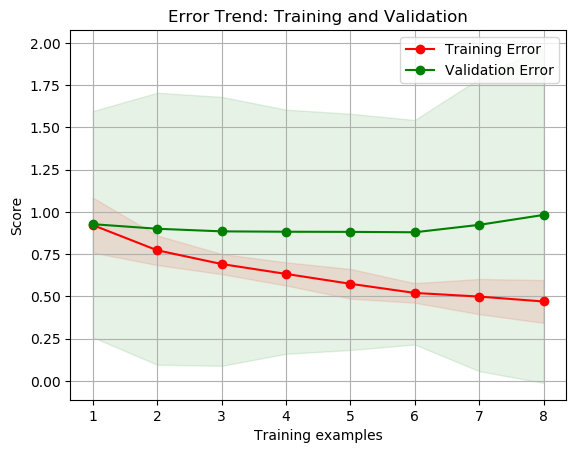 Error Trend: Training and Validation
Training Error
Validation Error
Score
2.00
1.75
1.50
1.25
1.00
0.75
0.50
0.25
0.00
1 2 3 4 5 6 7 8
Training examples